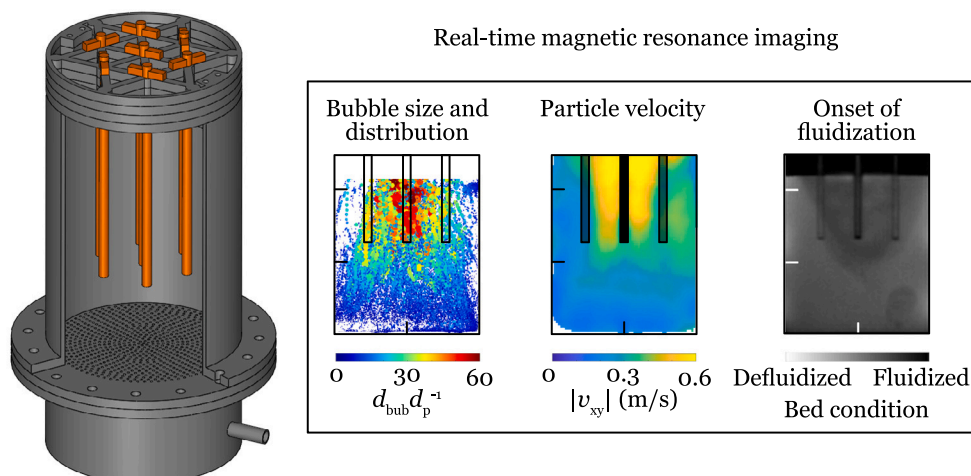 Real-time magnetic resonance imaging
Bubble size and
distribution
0 30 60
d_bub d_p^-1
Particle velocity
0 0.3 0.6
|v_xy| (m/s)
Onset of
fluidization
Defluidized Fluidized
Bed condition